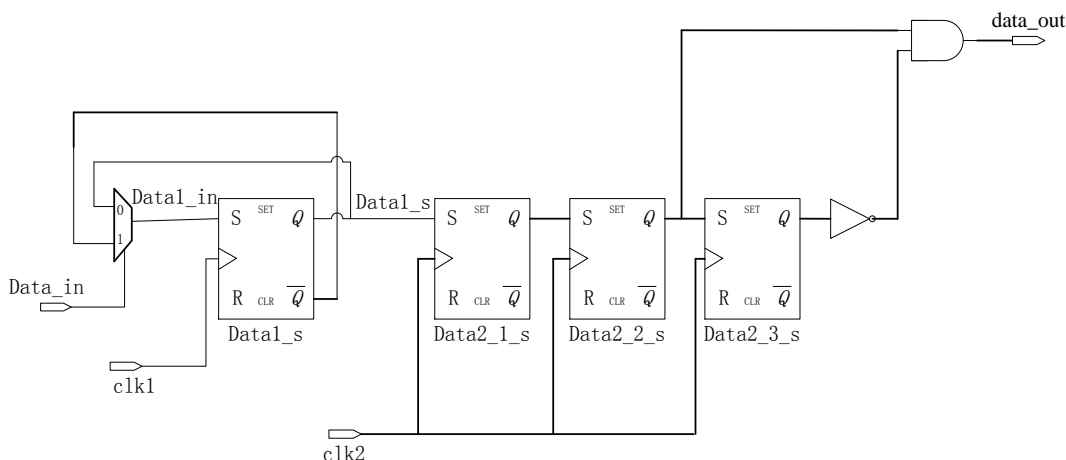 data_out
0
Data1_in
Data1_s
1
S SET Q
R CLR Q
S SET Q
R CLR Q
S SET Q
R CLR Q
S SET Q
R CLR Q
Data_in
Data1_s
Data2_1_s
Data2_2_s
Data2_3_s
clk1
clk2